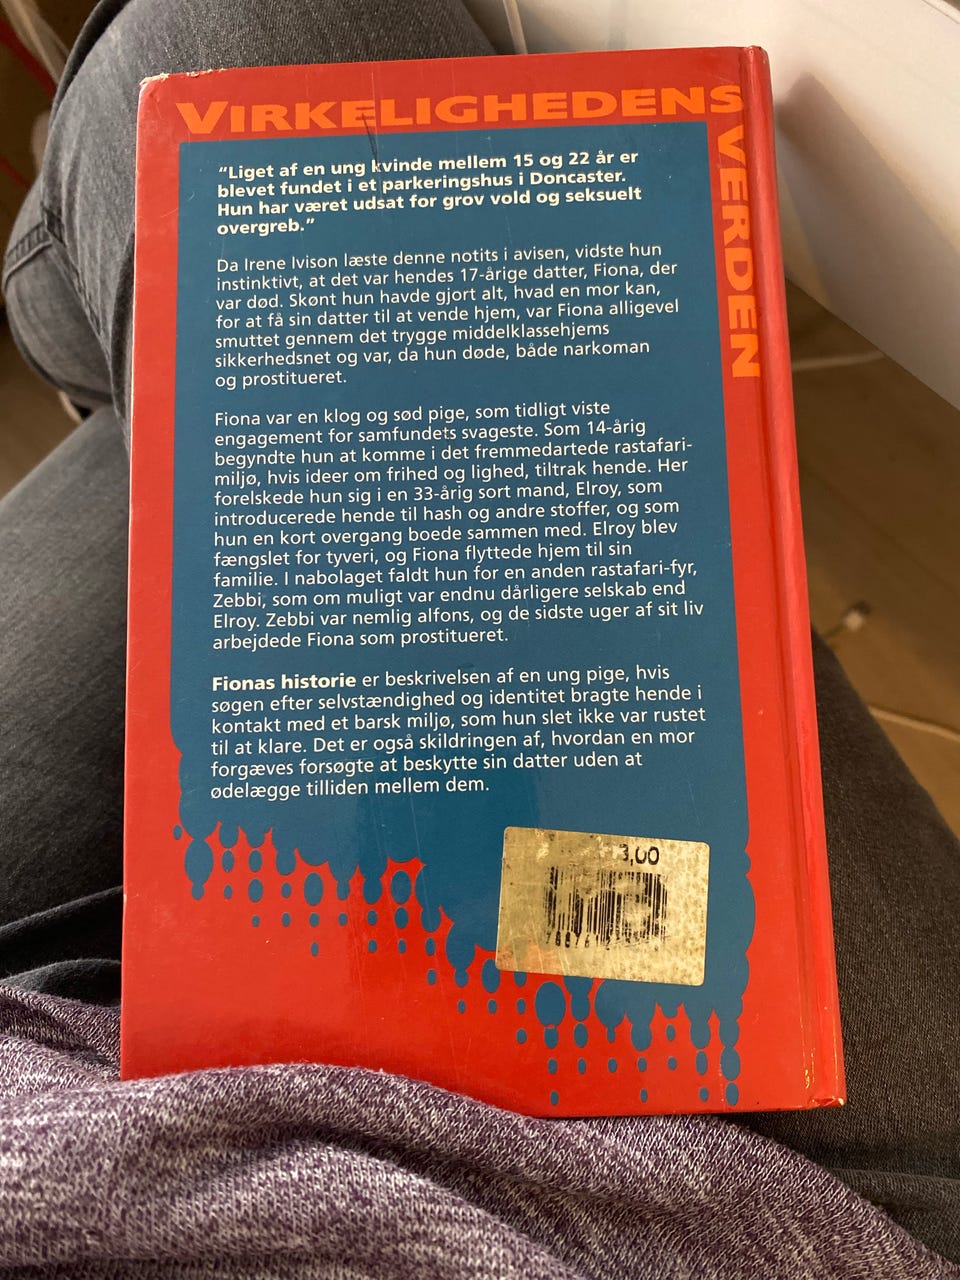 VIRKELIGHEDENS
VERDEN
“Liget af en ung kvinde mellem 15 og 22 år er
blevet fundet i et parkeringshus i Doncaster.
Hun har været udsat for grov vold og seksuelt
overgreb.”
Da Irene Ivison læste denne notits i avisen, vidste hun
instinktivt, at det var hendes 17-årige datter, Fiona, der
var død. Skønt hun havde gjort alt, hvad en mor kan,
for at få sin datter til at vende hjem, var Fiona alligevel
smuttet gennem det trygge middelklassehjems
sikkerhedsnet og var, da hun døde, både narkoman
og prostitueret.
Fiona var en klog og sød pige, som tidligt viste
engagement for samfundets svageste. Som 14-årig
begyndte hun at komme i det fremmedartede rastafari-
miljø, hvis ideer om frihed og lighed, tiltrak hende. Her
forelskede hun sig i en 33-årig sort mand, Elroy, som
introducerede hende til hash og andre stoffer, og som
hun en kort overgang boede sammen med. Elroy blev
fængslet for tyveri, og Fiona flyttede hjem til sin
familie. I nabolaget faldt hun for en anden rastafari-fyr,
Zebbi, som om muligt var endnu dårligere selskab end
Elroy. Zebbi var nemlig alfons, og de sidste uger af sit liv
arbejdede Fiona som prostitueret.
Fionas historie er beskrivelsen af en ung pige, hvis
søgen efter selvstændighed og identitet bragte hende i
kontakt med et barsk miljø, som hun slet ikke var rustet
til at klare. Det er også skildringen af, hvordan en mor
forgæves forsøgte at beskytte sin datter uden at
ødelægge tilliden mellem dem.